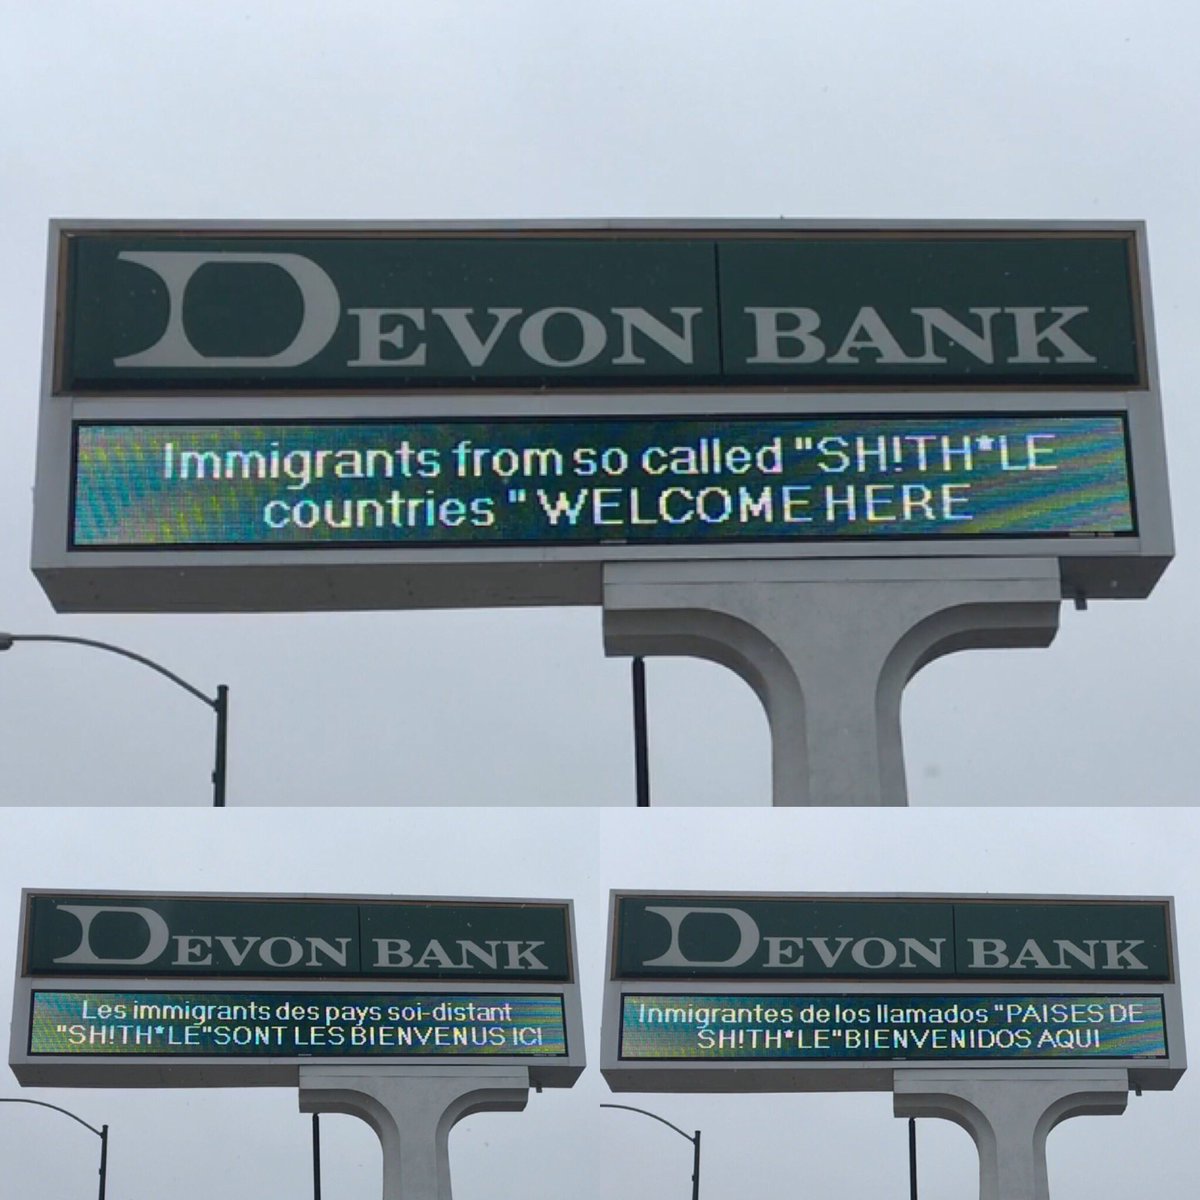 DEVON BANK
Immigrants from so called "SH!TH*LE
countries " WELCOME HERE
DEVON BANK
Les immigrants des pays soi-distant
"SH!TH*LE"SONT LES BIENVENUS ICI
DEVON BANK
Inmigrantes de los llamados "PAISES DE
SH!TH*LE"BIENVENIDOS AQUI